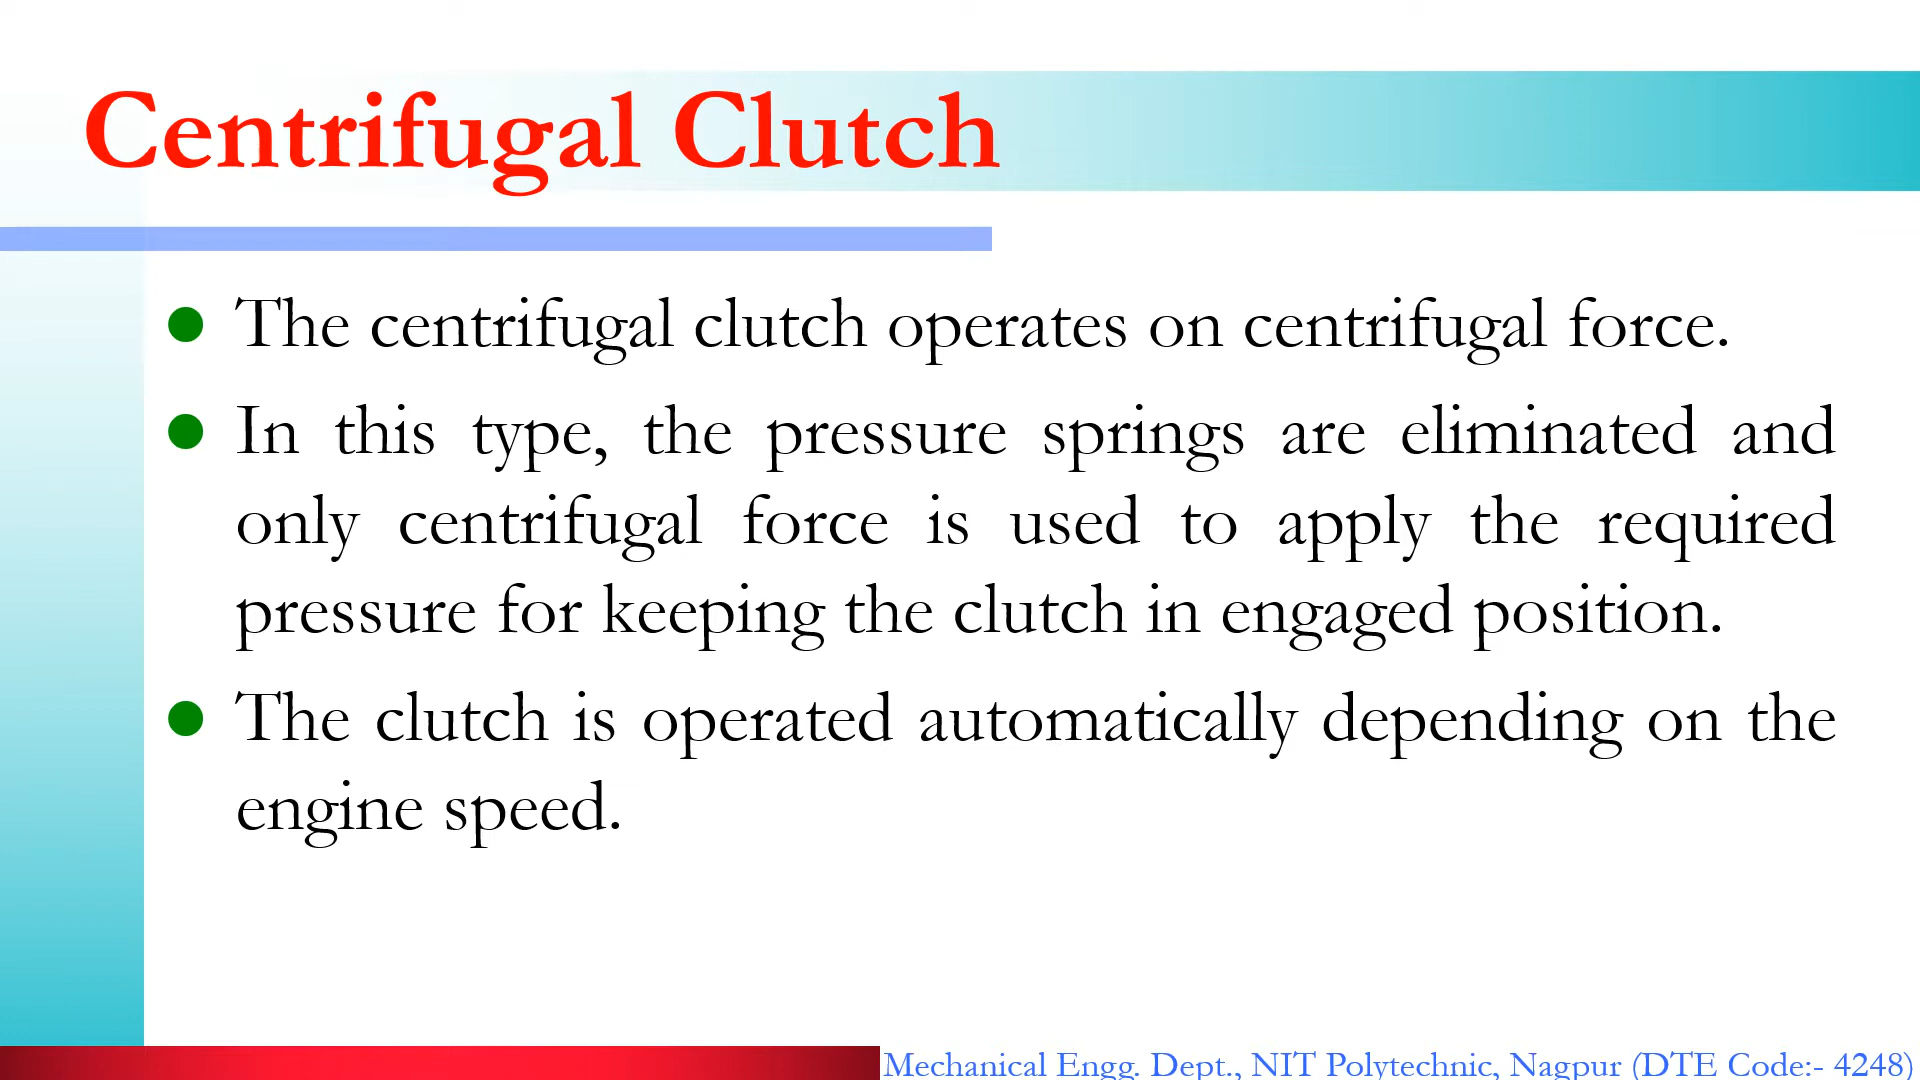 Centrifugal Clutch
The centrifugal clutch operates on centrifugal force.
In this type, the pressure springs are eliminated and
only centrifugal force is used to apply the required
pressure for keeping the clutch in engaged position.
The clutch is operated automatically depending on the
engine speed.
Mechanical Engg. Dept., NIT Polytechnic, Nagpur (DTE Code:- 4248)